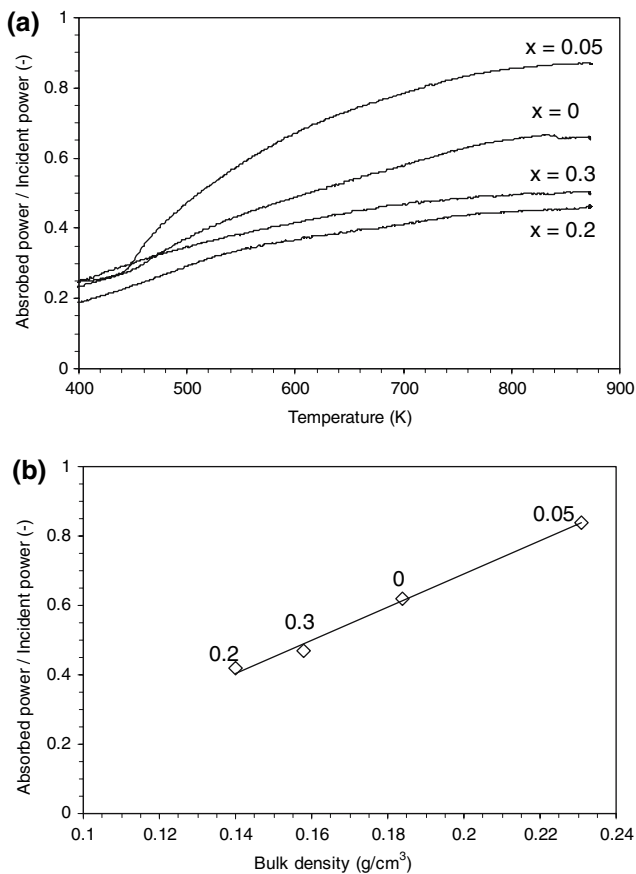 (a)
1
0.8
0.6
0.4
0.2
0
Absrobed power / Incident power (-)
x = 0.05
x = 0
x = 0.3
x = 0.2
400 500 600 700 800 900
Temperature (K)
(b)
1
0.8
0.6
0.4
0.2
0
Absorbed power / Incident power (-)
0.05
0
0.3
0.2
0.1 0.12 0.14 0.16 0.18 0.2 0.22 0.24
Bulk density (g/cm³)